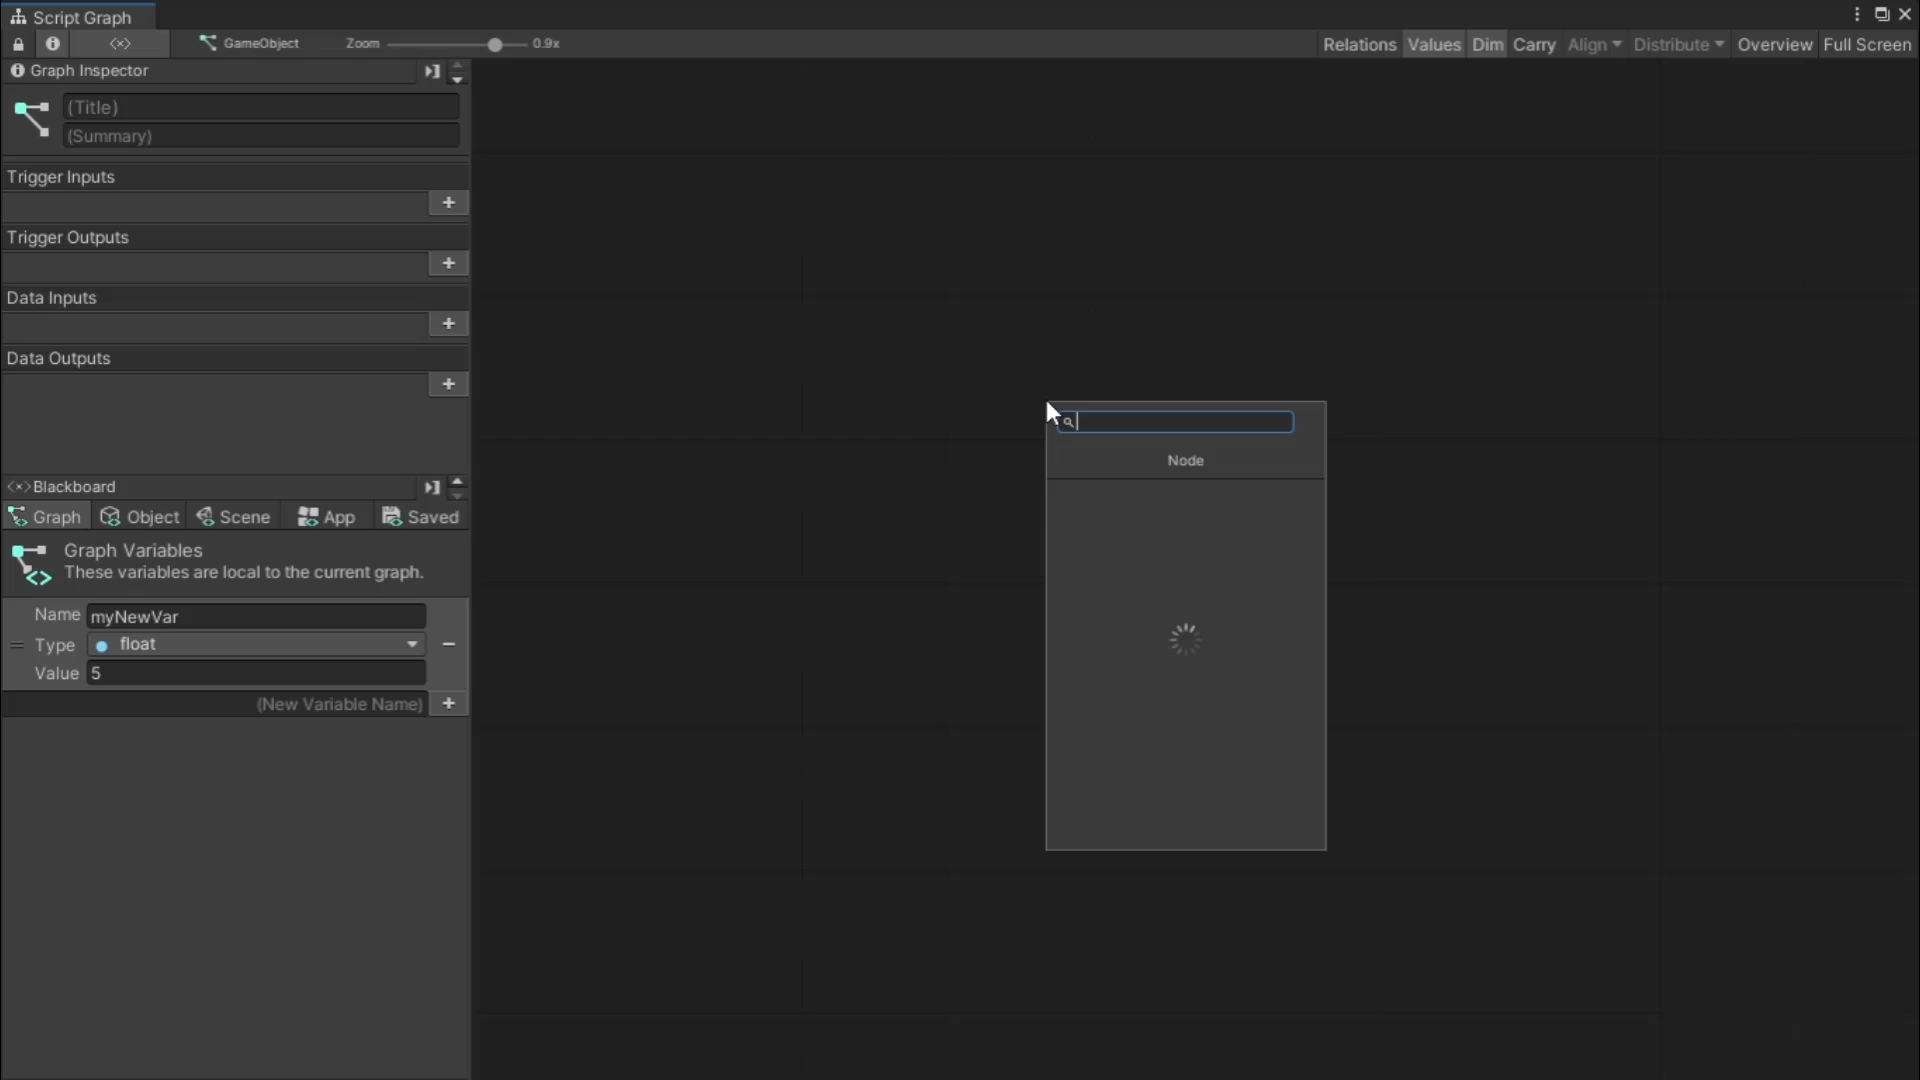 Script Graph
GameObject
Zoom
0.9x
Relations
Values
Dim
Carry
Align
Distribute
Overview
Full Screen
Graph Inspector
(Title)
(Summary)
Trigger Inputs
Trigger Outputs
Data Inputs
Data Outputs
Node
Blackboard
Graph
Object
Scene
App
Saved
Graph Variables
These variables are local to the current graph.
Name myNewVar
Type float
Value 5
(New Variable Name)